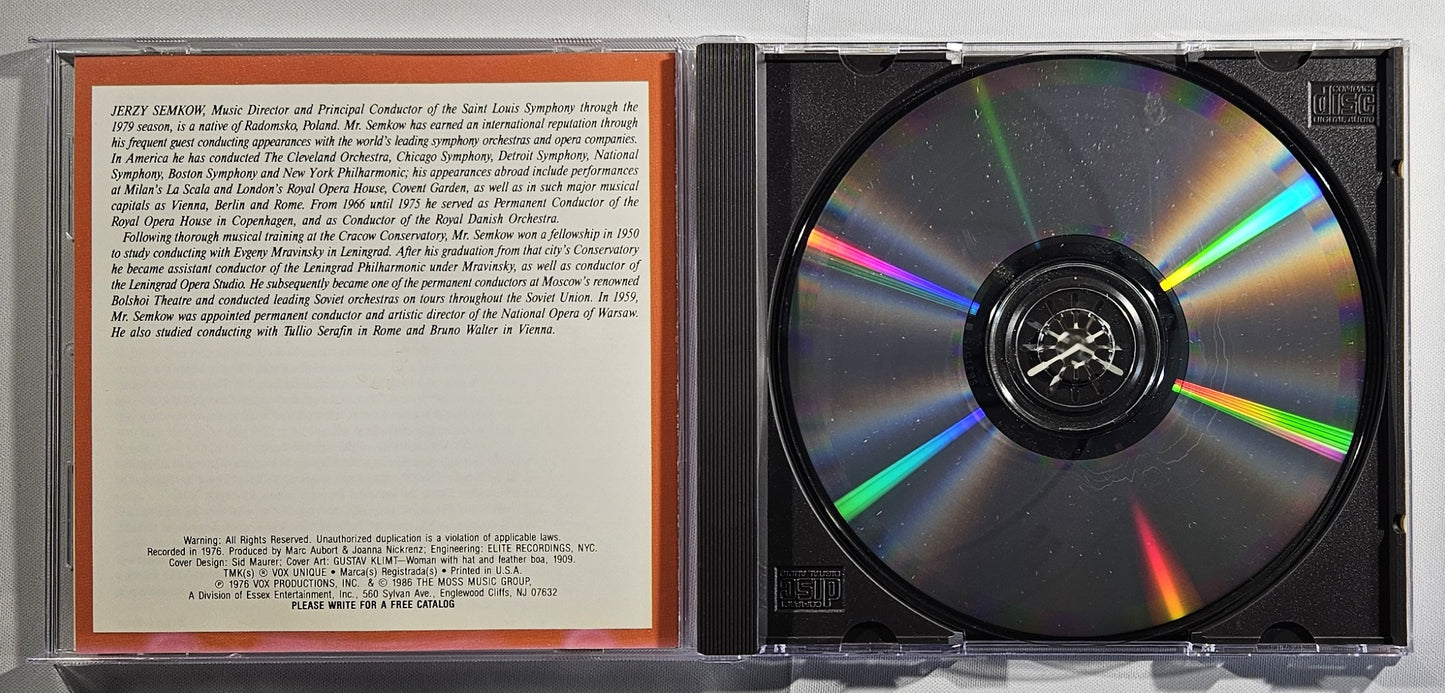 JERZY SEMKOW, Music Director and Principal Conductor of the Saint Louis Symphony through the
1979 season, is a native of Radomsko, Poland. Mr. Semkow has earned an international reputation through
his frequent guest conducting appearances with the world's leading symphony orchestras and opera companies.
In America he has conducted The Cleveland Orchestra, Chicago Symphony, Detroit Symphony, National
Symphony, Boston Symphony and New York Philharmonic; his appearances abroad include performances
at Milan's La Scala and London's Royal Opera House, Covent Garden, as well as in such major musical
capitals as Vienna, Berlin and Rome. From 1966 until 1975 he served as Permanent Conductor of the
Royal Opera House in Copenhagen, and as Conductor of the Royal Danish Orchestra.
Following thorough musical training at the Cracow Conservatory, Mr. Semkow won a fellowship in 1950
to study conducting with Evgeny Mravinsky in Leningrad. After his graduation from that city's Conservatory
he became assistant conductor of the Leningrad Philharmonic under Mravinsky, as well as conductor of
the Leningrad Opera Studio. He subsequently became one of the permanent conductors at Moscow's renowned
Bolshoi Theatre and conducted leading Soviet orchestras on tours throughout the Soviet Union. In 1959,
Mr. Semkow was appointed permanent conductor and artistic director of the National Opera of Warsaw.
He also studied conducting with Tullio Serafin in Rome and Bruno Walter in Vienna.
Warning: All Rights Reserved. Unauthorized duplication is a violation of applicable laws.
Recorded in 1976. Produced by Marc Aubort & Joanna Nickrenz; Engineering: ELITE RECORDINGS, NYC.
Cover Design: Sid Maurer; Cover Art: GUSTAV KLIMT—Woman with hat and feather boa, 1909.
TMK(s) ® VOX UNIQUE • Marca(s) Registrada(s) • Printed in U.S.A.
℗ 1976 VOX PRODUCTIONS, INC. & © 1986 THE MOSS MUSIC GROUP,
A Division of Essex Entertainment, Inc., 560 Sylvan Ave., Englewood Cliffs, NJ 07632
PLEASE WRITE FOR A FREE CATALOG
COMPACT
disc
DIGITAL AUDIO